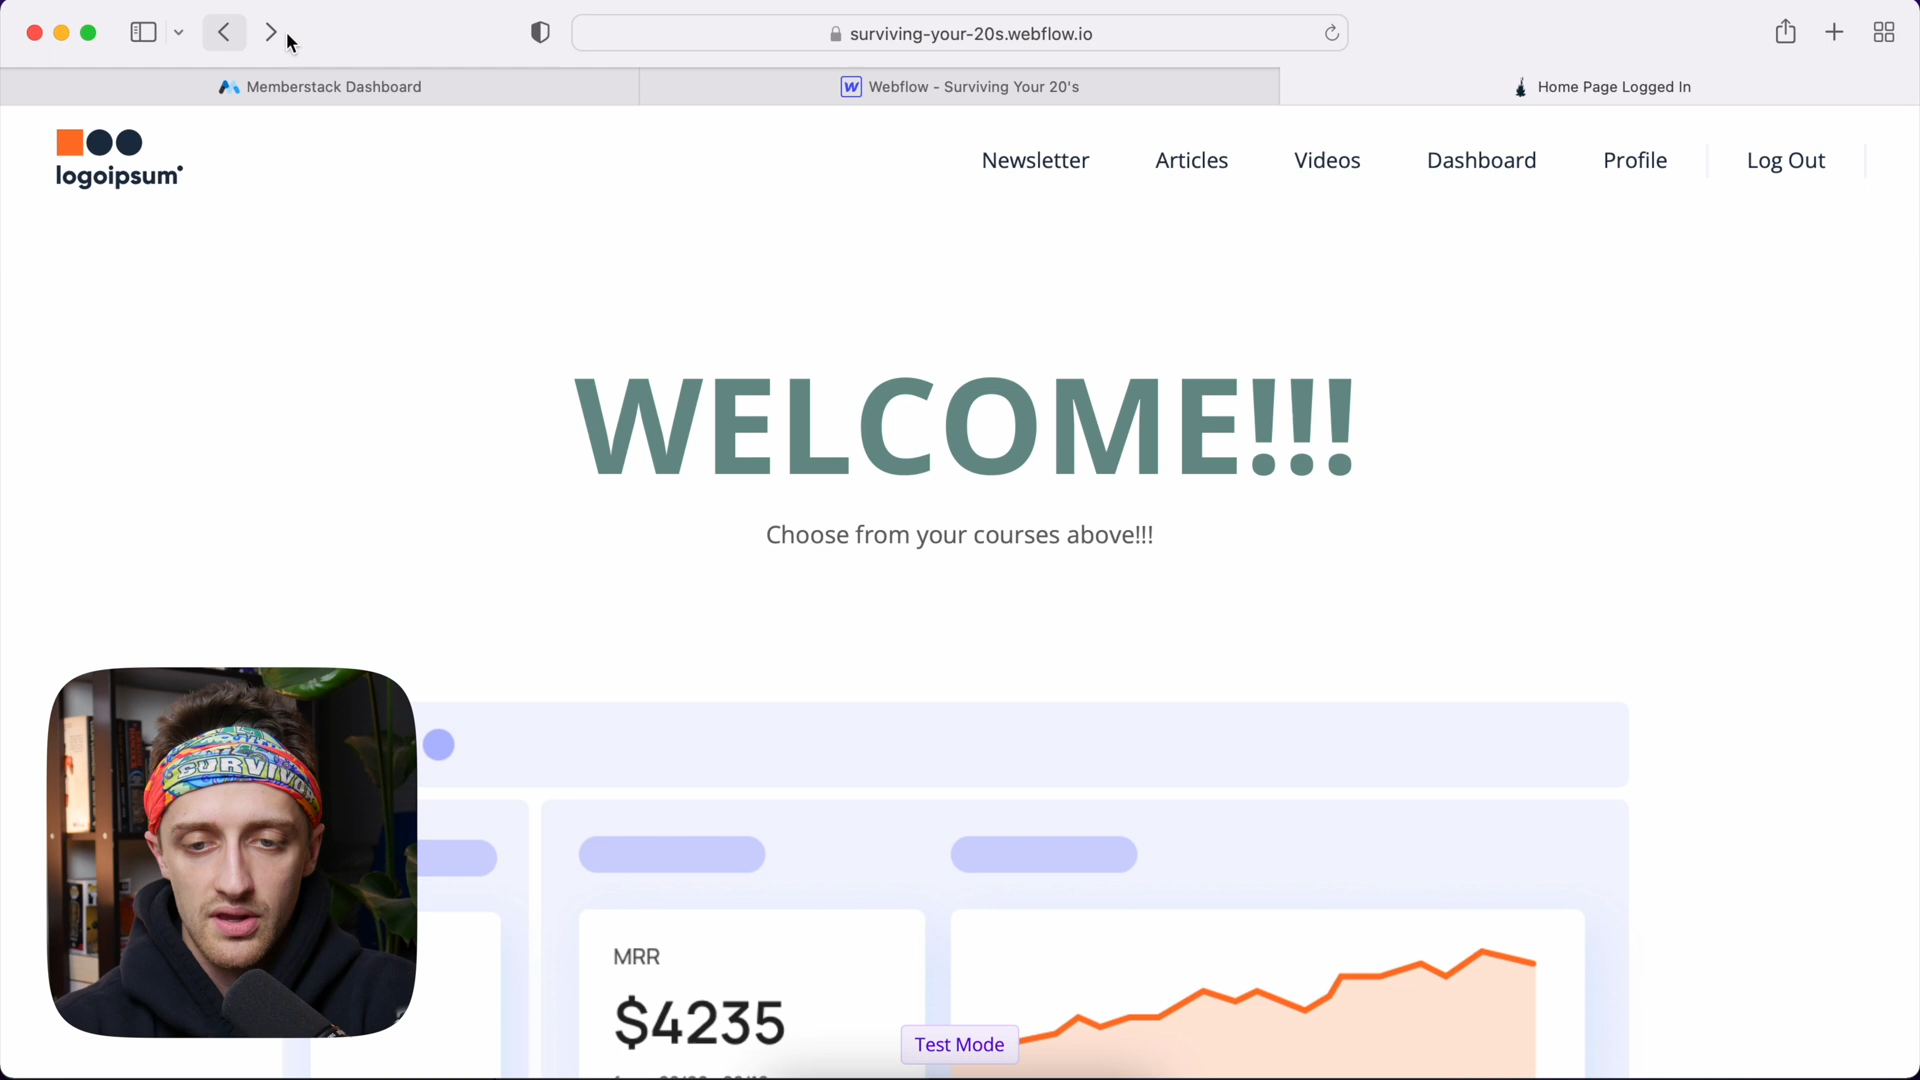 surviving-your-20s.webflow.io
Memberstack Dashboard
W Webflow - Surviving Your 20's
Home Page Logged In
logoipsum
Newsletter
Articles
Videos
Dashboard
Profile
Log Out
WELCOME!!!
Choose from your courses above!!!
SURVIVOR
MRR
$4235
Test Mode